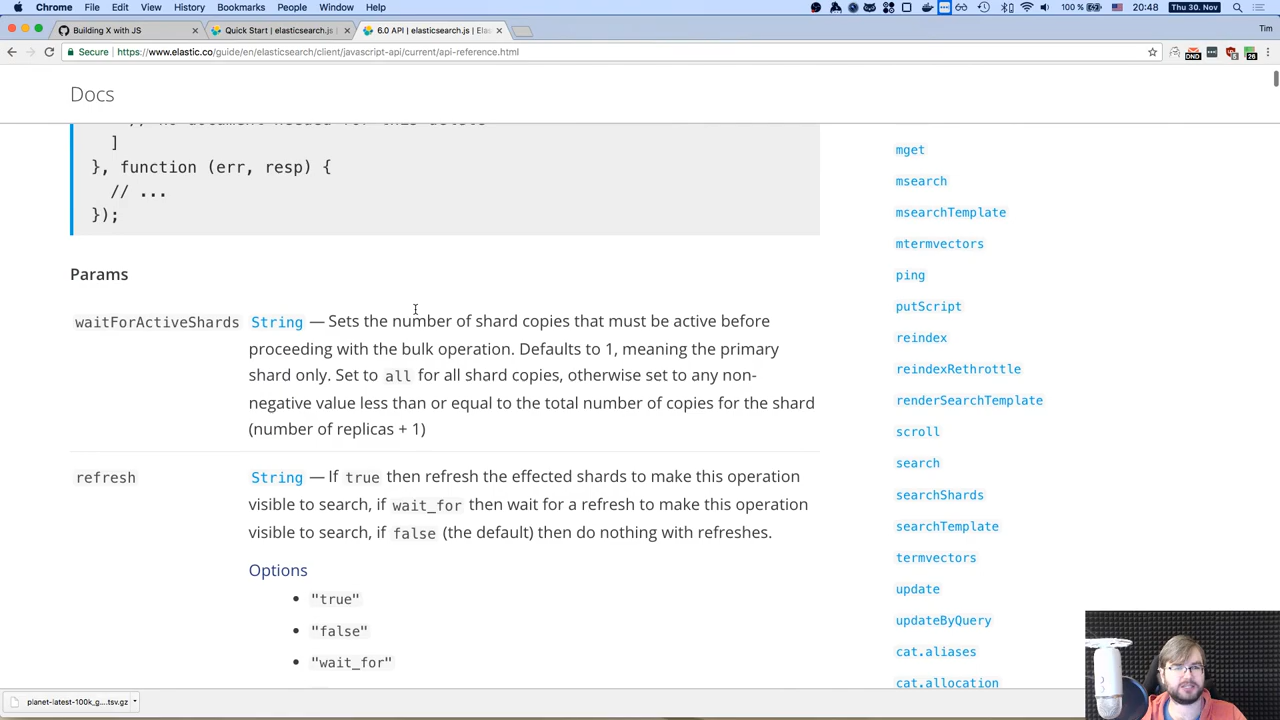 Chrome File Edit View History Bookmarks People Window Help 100 % Thu 30. Nov 20:48
Building X with JS × Quick Start | elasticsearch.js | × 6.0 API | elasticsearch.js | Elas × Tim
Secure https://www.elastic.co/guide/en/elasticsearch/client/javascript-api/current/api-reference.html DND 26
Docs
]
}, function (err, resp) {
// ...
});
Params
waitForActiveShards String — Sets the number of shard copies that must be active before
proceeding with the bulk operation. Defaults to 1, meaning the primary
shard only. Set to all for all shard copies, otherwise set to any non-
negative value less than or equal to the total number of copies for the shard
(number of replicas + 1)
refresh String — If true then refresh the effected shards to make this operation
visible to search, if wait_for then wait for a refresh to make this operation
visible to search, if false (the default) then do nothing with refreshes.
Options
• "true"
• "false"
• "wait_for"
mget
msearch
msearchTemplate
mtermvectors
ping
putScript
reindex
reindexRethrottle
renderSearchTemplate
scroll
search
searchShards
searchTemplate
termvectors
update
updateByQuery
cat.aliases
cat.allocation
planet-latest-100k_g....tsv.gz